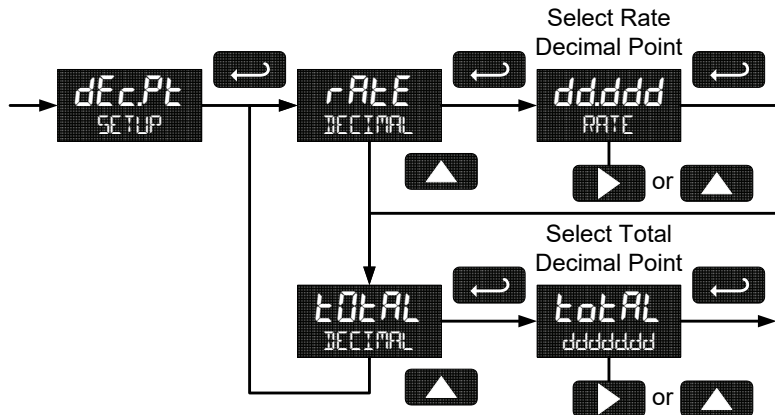 Select Rate
Decimal Point
dEc.Pt
SETUP
rAtE
DECIMAL
dd.ddd
RATE
or
Select Total
Decimal Point
tOtAL
DECIMAL
totAL
ddddddd
or